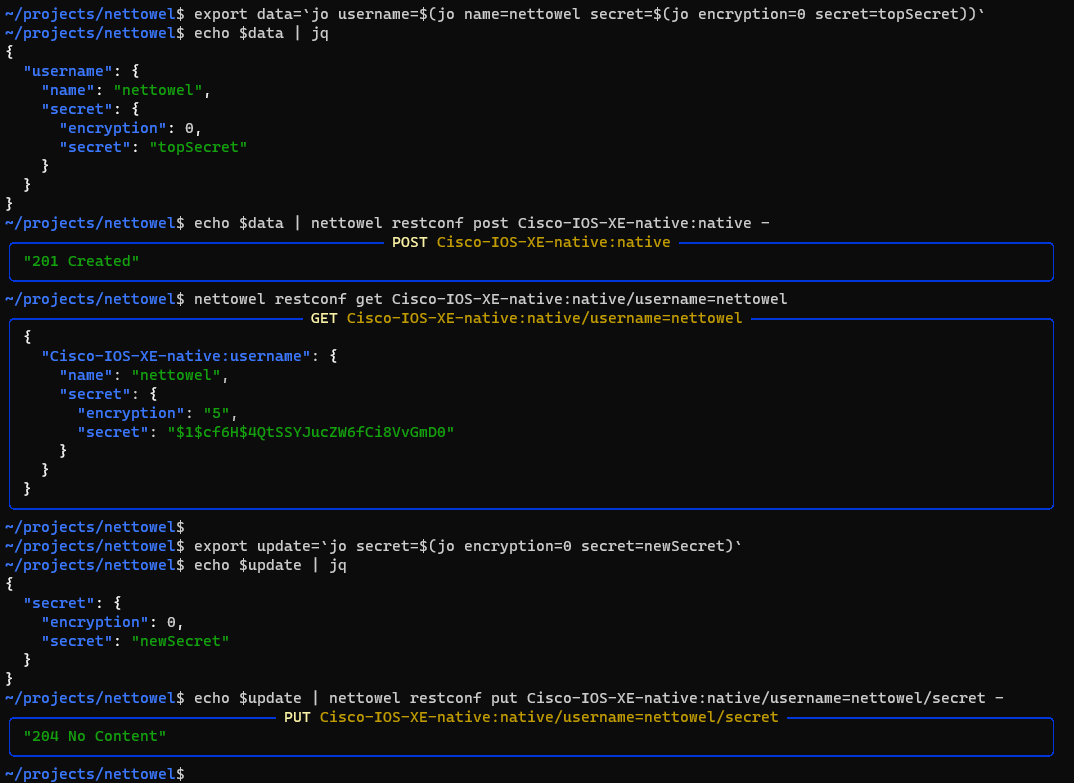 ~/projects/nettowel$ export data=`jo username=$(jo name=nettowel secret=$(jo encryption=0 secret=topSecret))`
~/projects/nettowel$ echo $data | jq
{
  "username": {
    "name": "nettowel",
    "secret": {
      "encryption": 0,
      "secret": "topSecret"
    }
  }
}
~/projects/nettowel$ echo $data | nettowel restconf post Cisco-IOS-XE-native:native -
POST Cisco-IOS-XE-native:native
"201 Created"
~/projects/nettowel$ nettowel restconf get Cisco-IOS-XE-native:native/username=nettowel
GET Cisco-IOS-XE-native:native/username=nettowel
{
  "Cisco-IOS-XE-native:username": {
    "name": "nettowel",
    "secret": {
      "encryption": "5",
      "secret": "$1$cf6H$4QtSSYJucZW6fCi8VvGmD0"
    }
  }
}
~/projects/nettowel$
~/projects/nettowel$ export update=`jo secret=$(jo encryption=0 secret=newSecret)`
~/projects/nettowel$ echo $update | jq
{
  "secret": {
    "encryption": 0,
    "secret": "newSecret"
  }
}
~/projects/nettowel$ echo $update | nettowel restconf put Cisco-IOS-XE-native:native/username=nettowel/secret -
PUT Cisco-IOS-XE-native:native/username=nettowel/secret
"204 No Content"
~/projects/nettowel$